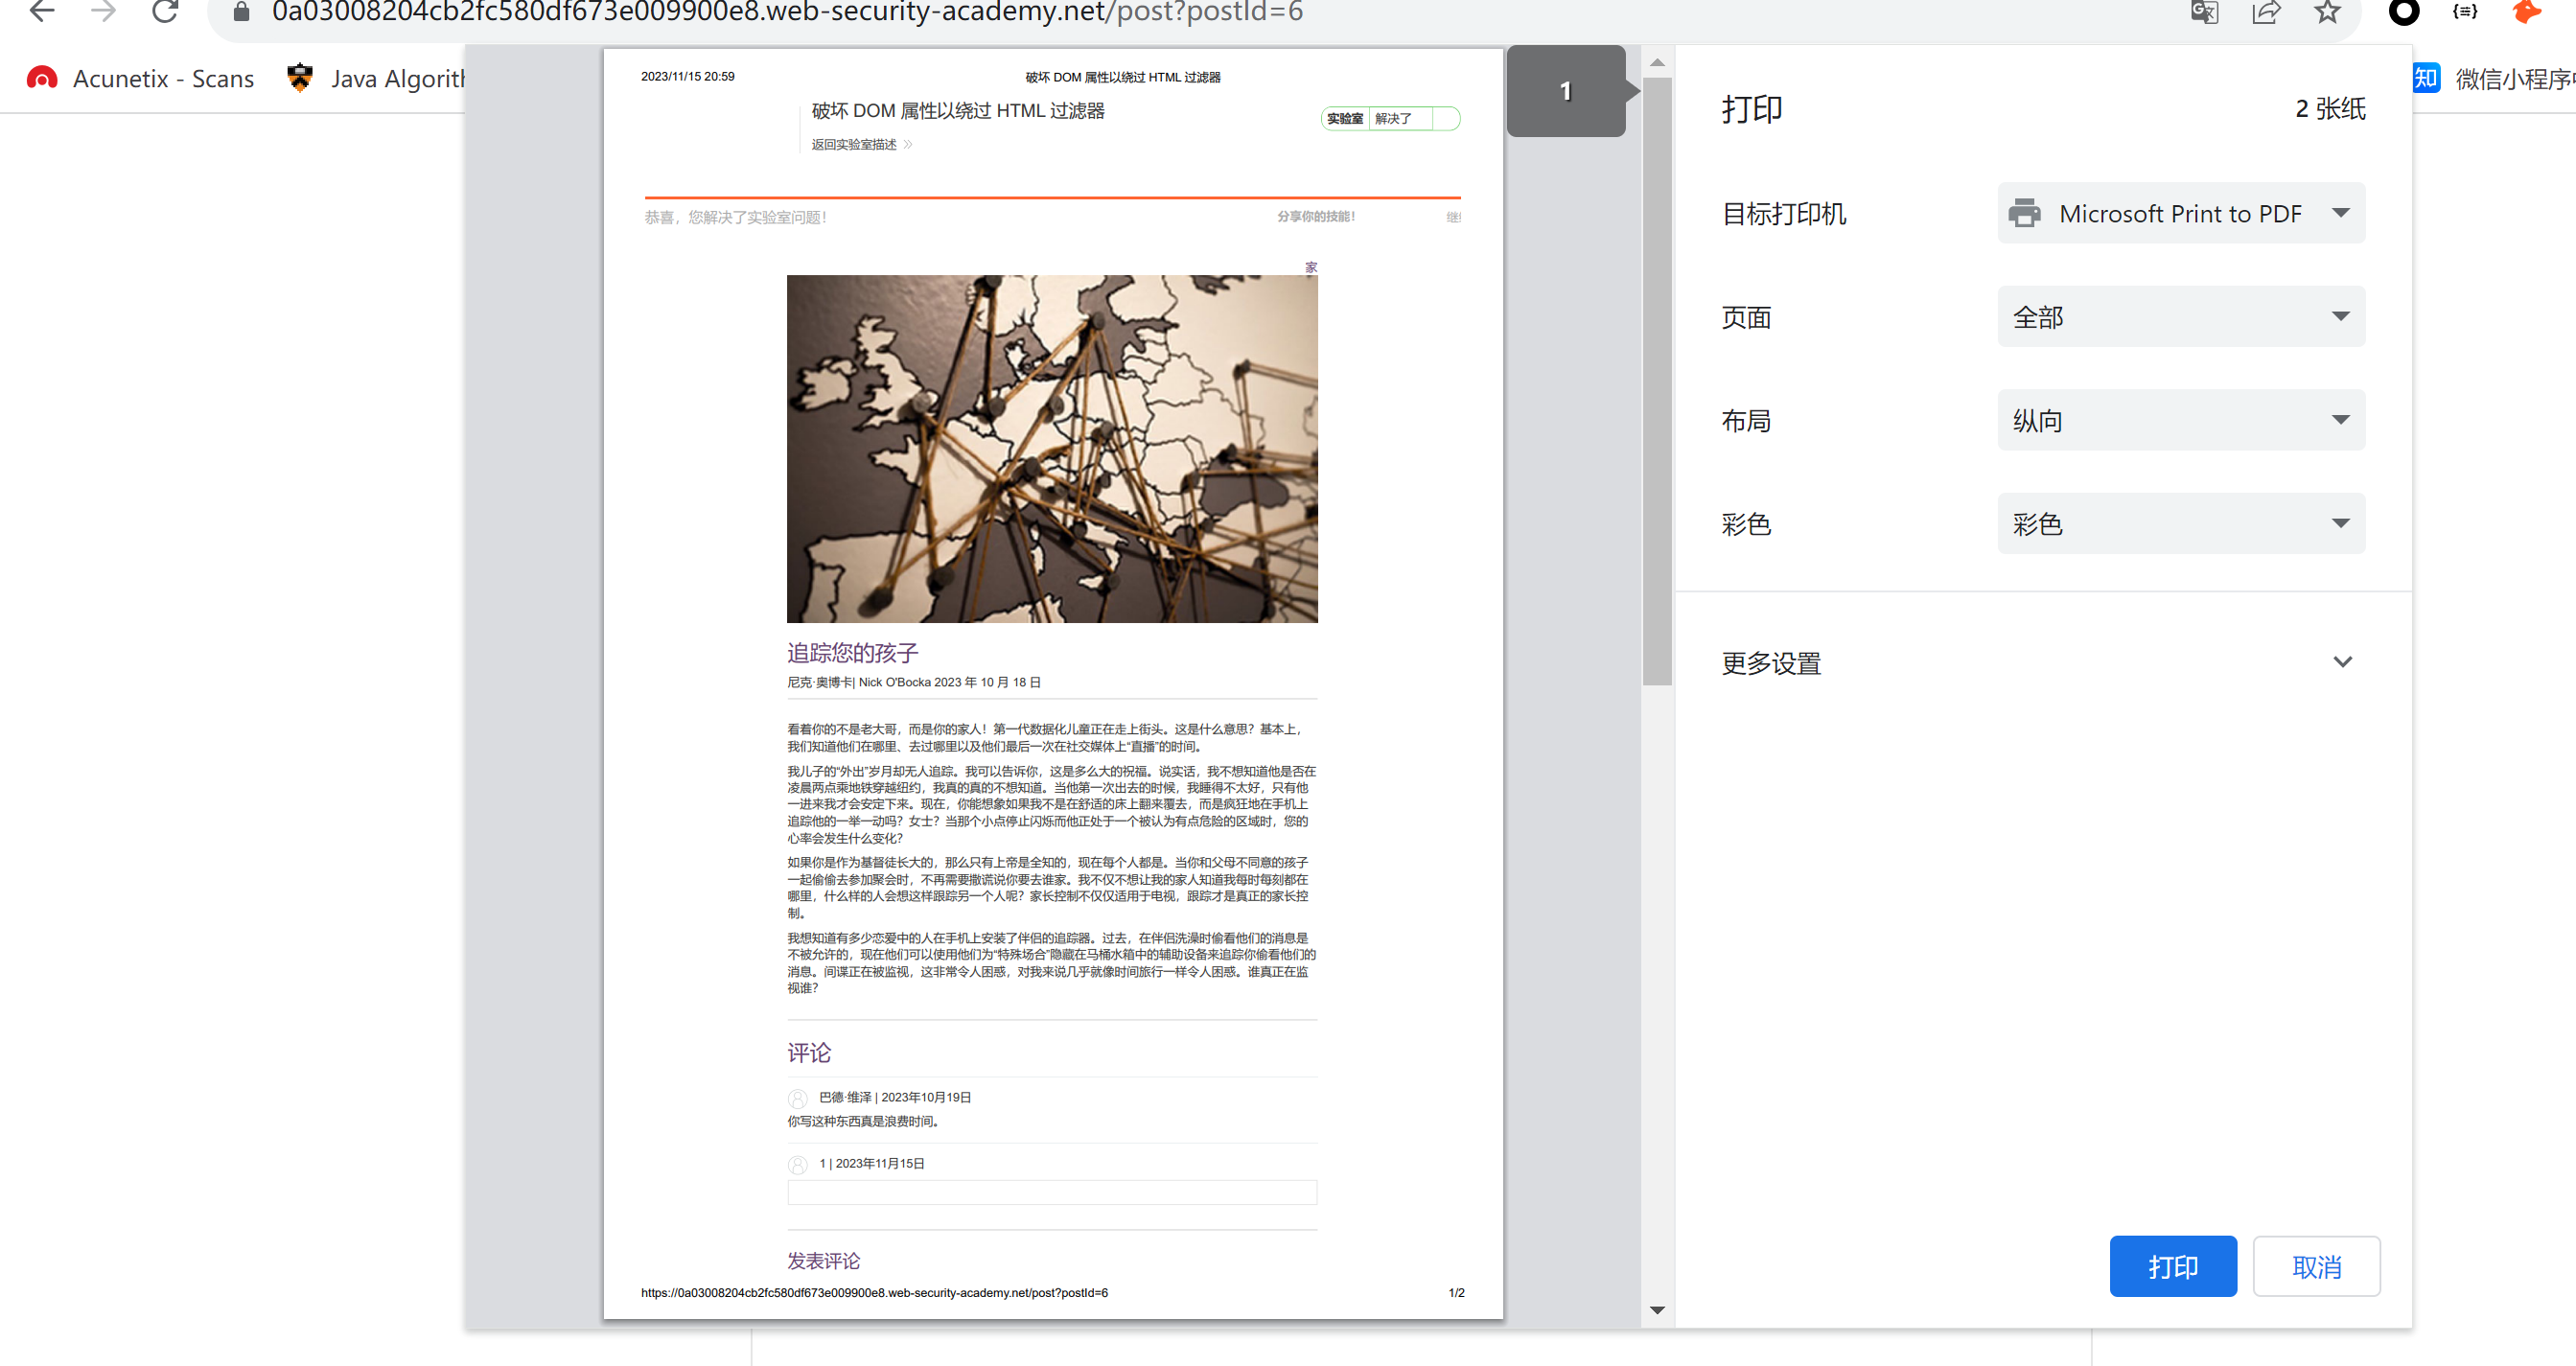 0a03008204cb2fc580df673e009900e8.web-security-academy.net/post?postId=6
Acunetix - Scans
Java Algorith
知 微信小程序中
2023/11/15 20:59
破坏 DOM 属性以绕过 HTML 过滤器
破坏 DOM 属性以绕过 HTML 过滤器
实验室 解决了
返回实验室描述
恭喜，您解决了实验室问题！
分享你的技能！
继续
家
追踪您的孩子
尼克·奥博卡| Nick O'Bocka 2023 年 10 月 18 日
看着你的不是老大哥，而是你的家人！第一代数据化儿童正在走上街头。这是什么意思？基本上，
我们知道他们在哪里、去过哪里以及他们最后一次在社交媒体上“直播”的时间。
我儿子的“外出”岁月却无人追踪。我可以告诉你，这是多么大的祝福。说实话，我不想知道他是否在
凌晨两点乘地铁穿越纽约，我真的真的不想知道。当他第一次出去的时候，我睡得不太好，只有他
一进来我才会安定下来。现在，你能想象如果我不是在舒适的床上翻来覆去，而是疯狂地在手机上
追踪他的一举一动吗？女士？当那个小点停止闪烁而他正处于一个被认为有点危险的区域时，您的
心率会发生什么变化？
如果你是作为基督徒长大的，那么只有上帝是全知的，现在每个人都是。当你和父母不同意的孩子
一起偷偷去参加聚会时，不再需要撒谎说你要去谁家。我不仅不想让我的家人知道我每时每刻都在
哪里，什么样的人会想这样跟踪另一个人呢？家长控制不仅仅适用于电视，跟踪才是真正的家长控
制。
我想知道有多少恋爱中的人在手机上安装了伴侣的追踪器。过去，在伴侣洗澡时偷看他们的消息是
不被允许的，现在他们可以使用他们为“特殊场合”隐藏在马桶水箱中的辅助设备来追踪你偷看他们的
消息。间谍正在被监视，这非常令人困惑，对我来说几乎就像时间旅行一样令人困惑。谁真正在监
视谁？
评论
巴德·维泽 | 2023年10月19日
你写这种东西真是浪费时间。
1 | 2023年11月15日
发表评论
https://0a03008204cb2fc580df673e009900e8.web-security-academy.net/post?postId=6
1/2
1
打印
2 张纸
目标打印机
Microsoft Print to PDF
页面
全部
布局
纵向
彩色
彩色
更多设置
打印
取消